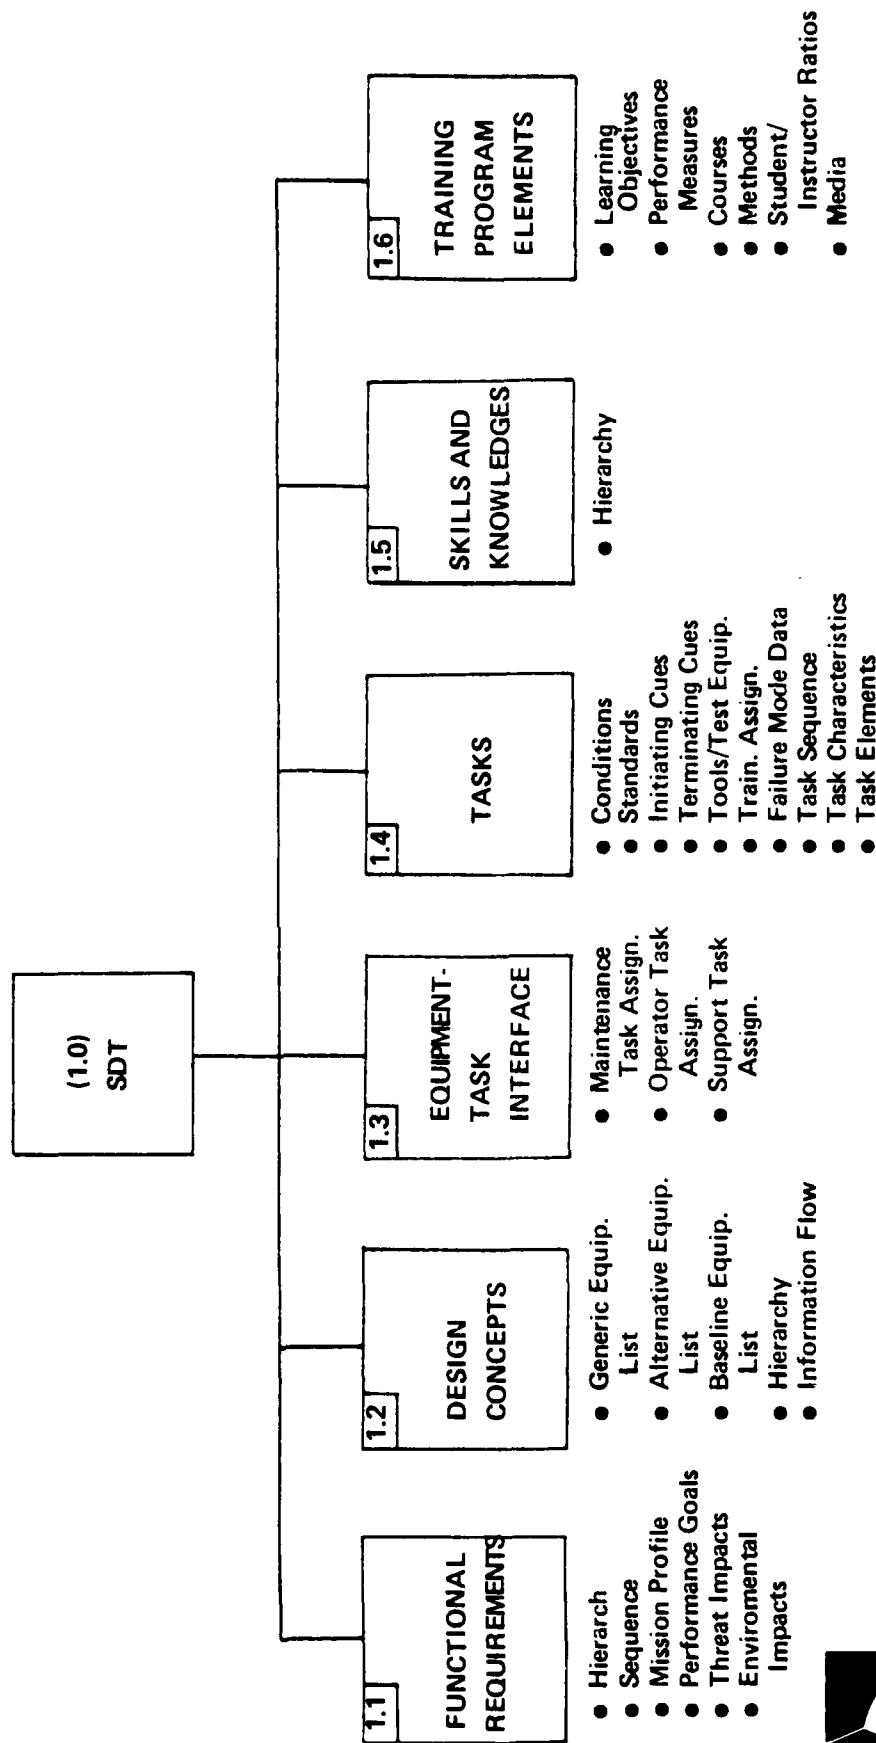 (1.0)
SDT
1.1
FUNCTIONAL
REQUIREMENTS
• Hierarch
• Sequence
• Mission Profile
• Performance Goals
• Threat Impacts
• Enviromental
Impacts
1.2
DESIGN
CONCEPTS
• Generic Equip.
List
• Alternative Equip.
List
• Baseline Equip.
List
• Hierarchy
• Information Flow
1.3
EQUIPMENT-
TASK
INTERFACE
• Maintenance
Task Assign.
• Operator Task
Assign.
• Support Task
Assign.
1.4
TASKS
• Conditions
• Standards
• Initiating Cues
• Terminating Cues
• Tools/Test Equip.
• Train. Assign.
• Failure Mode Data
• Task Sequence
• Task Characteristics
• Task Elements
1.5
SKILLS AND
KNOWLEDGES
• Hierarchy
1.6
TRAINING
PROGRAM
ELEMENTS
• Learning
Objectives
• Performance
Measures
• Courses
• Methods
• Student/
Instructor Ratios
• Media